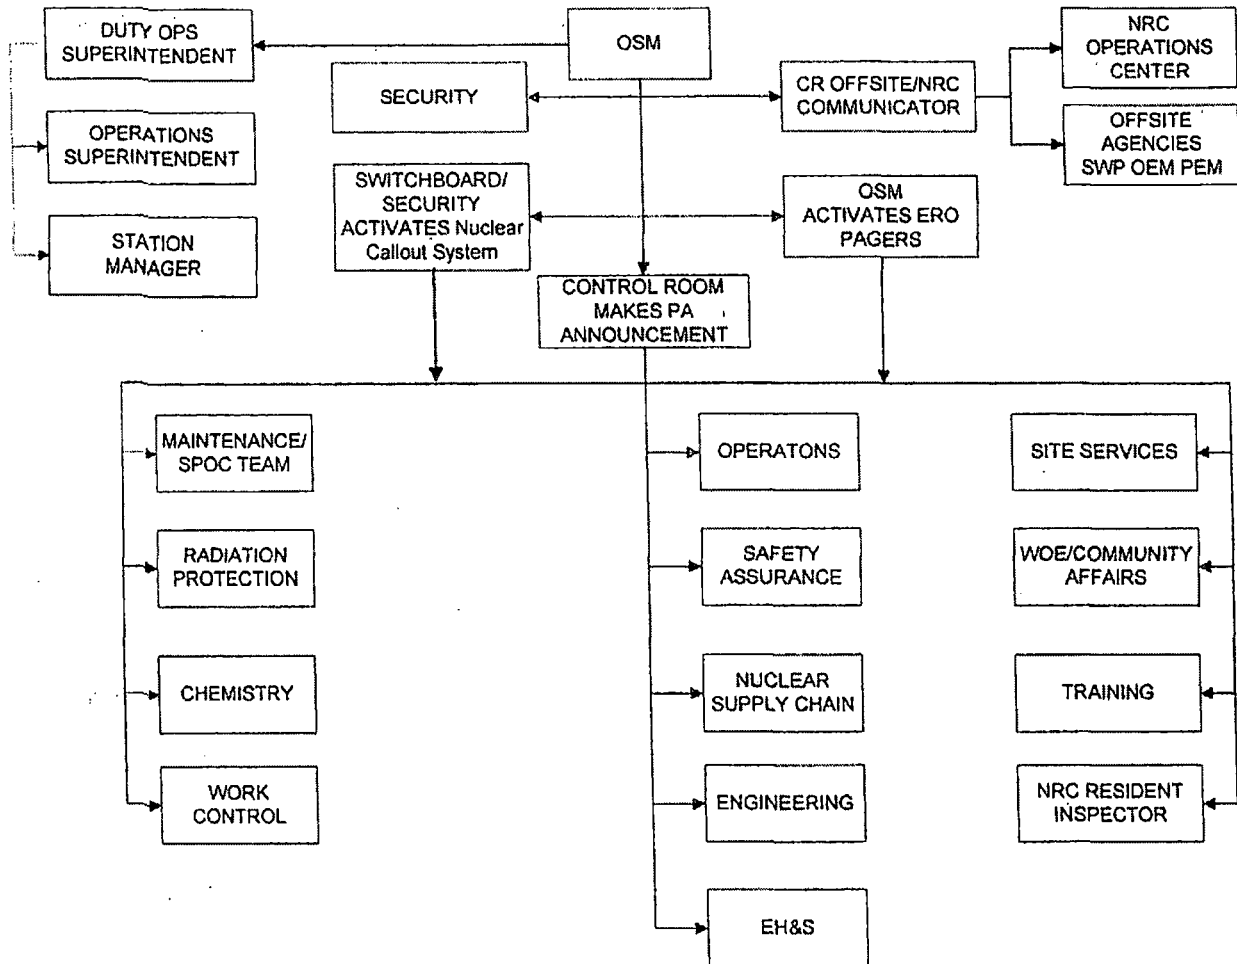 DUTY OPS
SUPERINTENDENT
OSM
NRC
OPERATIONS
CENTER
SECURITY
CR OFFSITE/NRC
COMMUNICATOR
OPERATIONS
SUPERINTENDENT
OFFSITE
AGENCIES
SWP OEM PEM
SWITCHBOARD/
SECURITY
ACTIVATES Nuclear
Callout System
OSM
ACTIVATES ERO
PAGERS
STATION
MANAGER
CONTROL ROOM
MAKES PA
ANNOUNCEMENT
MAINTENANCE/
SPOC TEAM
OPERATONS
SITE SERVICES
RADIATION
PROTECTION
SAFETY
ASSURANCE
WOE/COMMUNITY
AFFAIRS
CHEMISTRY
NUCLEAR
SUPPLY CHAIN
TRAINING
WORK
CONTROL
ENGINEERING
NRC RESIDENT
INSPECTOR
EH&S